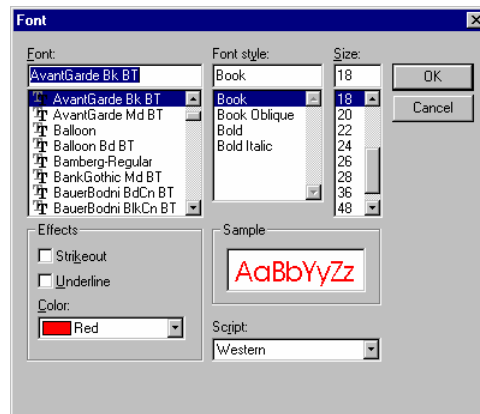 Font
Font:
AvantGarde Bk BT
AvantGarde Bk BT
AvantGarde Md BT
Balloon
Balloon Bd BT
Bamberg-Regular
BankGothic Md BT
BauerBodni BdCn BT
BauerBodni BlkCn BT
Font style:
Book
Book
Book Oblique
Bold
Bold Italic
Size:
18
18
20
22
24
26
28
36
48
OK
Cancel
Effects
Strikeout
Underline
Color:
Red
Sample
AaBbYyZz
Script:
Western